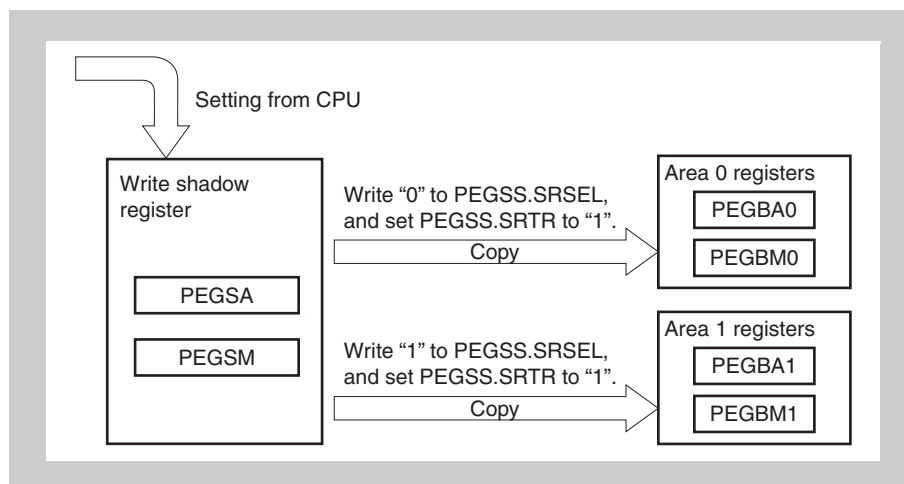 Setting from CPU
Write shadow
register
PEGSA
PEGSM
Write “0” to PEGSS.SRSEL,
and set PEGSS.SRTR to “1”.
Copy
Area 0 registers
PEGBA0
PEGBM0
Write “1” to PEGSS.SRSEL,
and set PEGSS.SRTR to “1”.
Copy
Area 1 registers
PEGBA1
PEGBM1